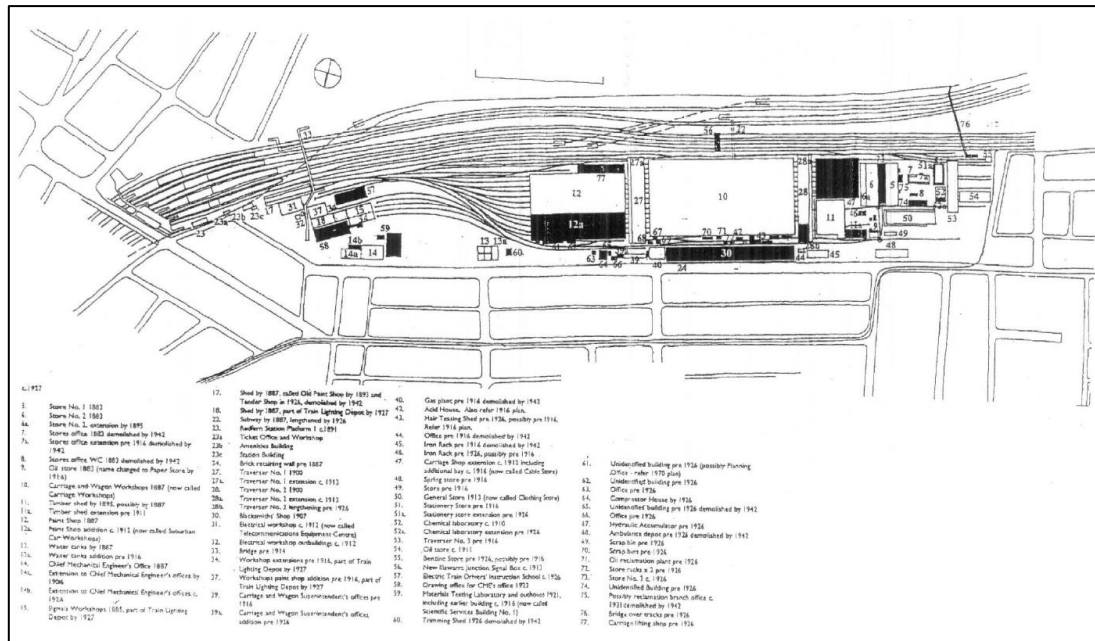 c.1927
5. Store No. 1 1883
6. Store No. 2 1883
6a. Store No. 2, extension by 1895
7. Stores office 1883 demolished by 1942
7a. Stores office extension pre 1916 demolished by
1942
8. Stores office WC 1883 demolished by 1942
9. Oil store 1883 (name changed to Paper Store by
1916)
10. Carriage and Wagon Workshops 1887 (now called
Carriage Workshops)
11. Timber shed by 1895, possibly by 1887
11a. Timber shed extension pre 1911
12. Paint Shop 1887
12a. Paint Shop addition c. 1912 (now called Suburban
Car Workshops)
13. Water tanks by 1887
13a. Water tanks addition pre 1916
14. Chief Mechanical Engineer's Office 1887
14a. Extension to Chief Mechanical Engineer's offices by
1906
14b. Extension to Chief Mechanical Engineer's offices c.
15. Signals Workshops 1885, part of Train Lighting
Depot by 1927
17. Shed by 1887, called Old Paint Shop by 1893 and
Tender Shop in 1926, demolished by 1942
18. Shed by 1887, part of Train Lighting Depot by 1927
22. Subway by 1887, lengthened by 1926
23. Redfern Station Platform 1 c.1891
23a Ticket Office and Workshop
23b Amenities Building
23c Station Building
24. Brick retaining wall pre 1887
27. Traverser No. 1 1900
27a. Traverser No. 1 extension c. 1912
28. Traverser No. 2 1900
28a. Traverser No. 2 extension c. 1912
28b. Traverser No. 2 lengthening pre 1926
30. Blacksmiths' Shop 1907
31. Electrical workshop c. 1912 (now called
Telecommunications Equipment Centre)
32. Electrical workshop outbuildings c. 1912
33. Bridge pre 1914
34. Workshop extensions pre 1916, part of Train
Lighting Depot by 1927
37. Workshops paint shop addition pre 1916, part of
Train Lighting Depot by 1927
39. Carriage and Wagon Superintendent's offices pre
1916
39a. Carriage and Wagon Superintendent's offices,
addition pre 1926
40. Gas plant pre 1916 demolished by 1942
42. Acid House. Also refer 1916 plan.
43. Hair Teasing Shed pre 1926, possibly pre 1916.
Refer 1916 plan.
44. Office pre 1916 demolished by 1942
45. Iron Rack pre 1916 demolished by 1942
46. Iron Rack pre 1926, possibly pre 1916
47. Carriage Shop extension c. 1912 including
additional bay c. 1916 (now called Cable Store)
48. Spring store pre 1916
49. Store pre 1916
50. General Store 1913 (now called Clothing Store)
51. Stationery Store pre 1916
51a. Stationery store extension pre 1926
52. Chemical laboratory c. 1910
52a. Chemical laboratory extension pre 1926
53. Traverser No. 3 pre 1916
54. Oil store c. 1911
55. Benzine Store pre 1926, possibly pre 1916
56. New Illawarra Junction Signal Box c. 1913
57. Electric Train Drivers' Instruction School c. 1926
58. Drawing office for CME's office 1922
59. Materials Testing Laboratory and outhouse 1921,
including earlier building c. 1916 (now called
Scientific Services Building No. 1)
60. Trimming Shed 1926 demolished by 1942
61. Unidentified building pre 1926 (possibly Planning
Office - refer 1970 plan)
62. Unidentified building pre 1926
63. Office pre 1926
64. Compressor House by 1926
65. Unidentified building pre 1926 demolished by 1942
66. Office pre 1926
67. Hydraulic Accumulator pre 1926
68. Ambulance depot pre 1926 demolished by 1942
69. Scrap bin pre 1926
70. Scrap bins pre 1926
71. Oil reclamation plant pre 1926
72. Store racks x 2 pre 1926
73. Store No. 3 c. 1926
74. Unidentified Building pre 1926
75. Possibly reclamation branch office c.
1921 demolished by 1942
76. Bridge over tracks pre 1926
77. Carriage lifting shop pre 1926